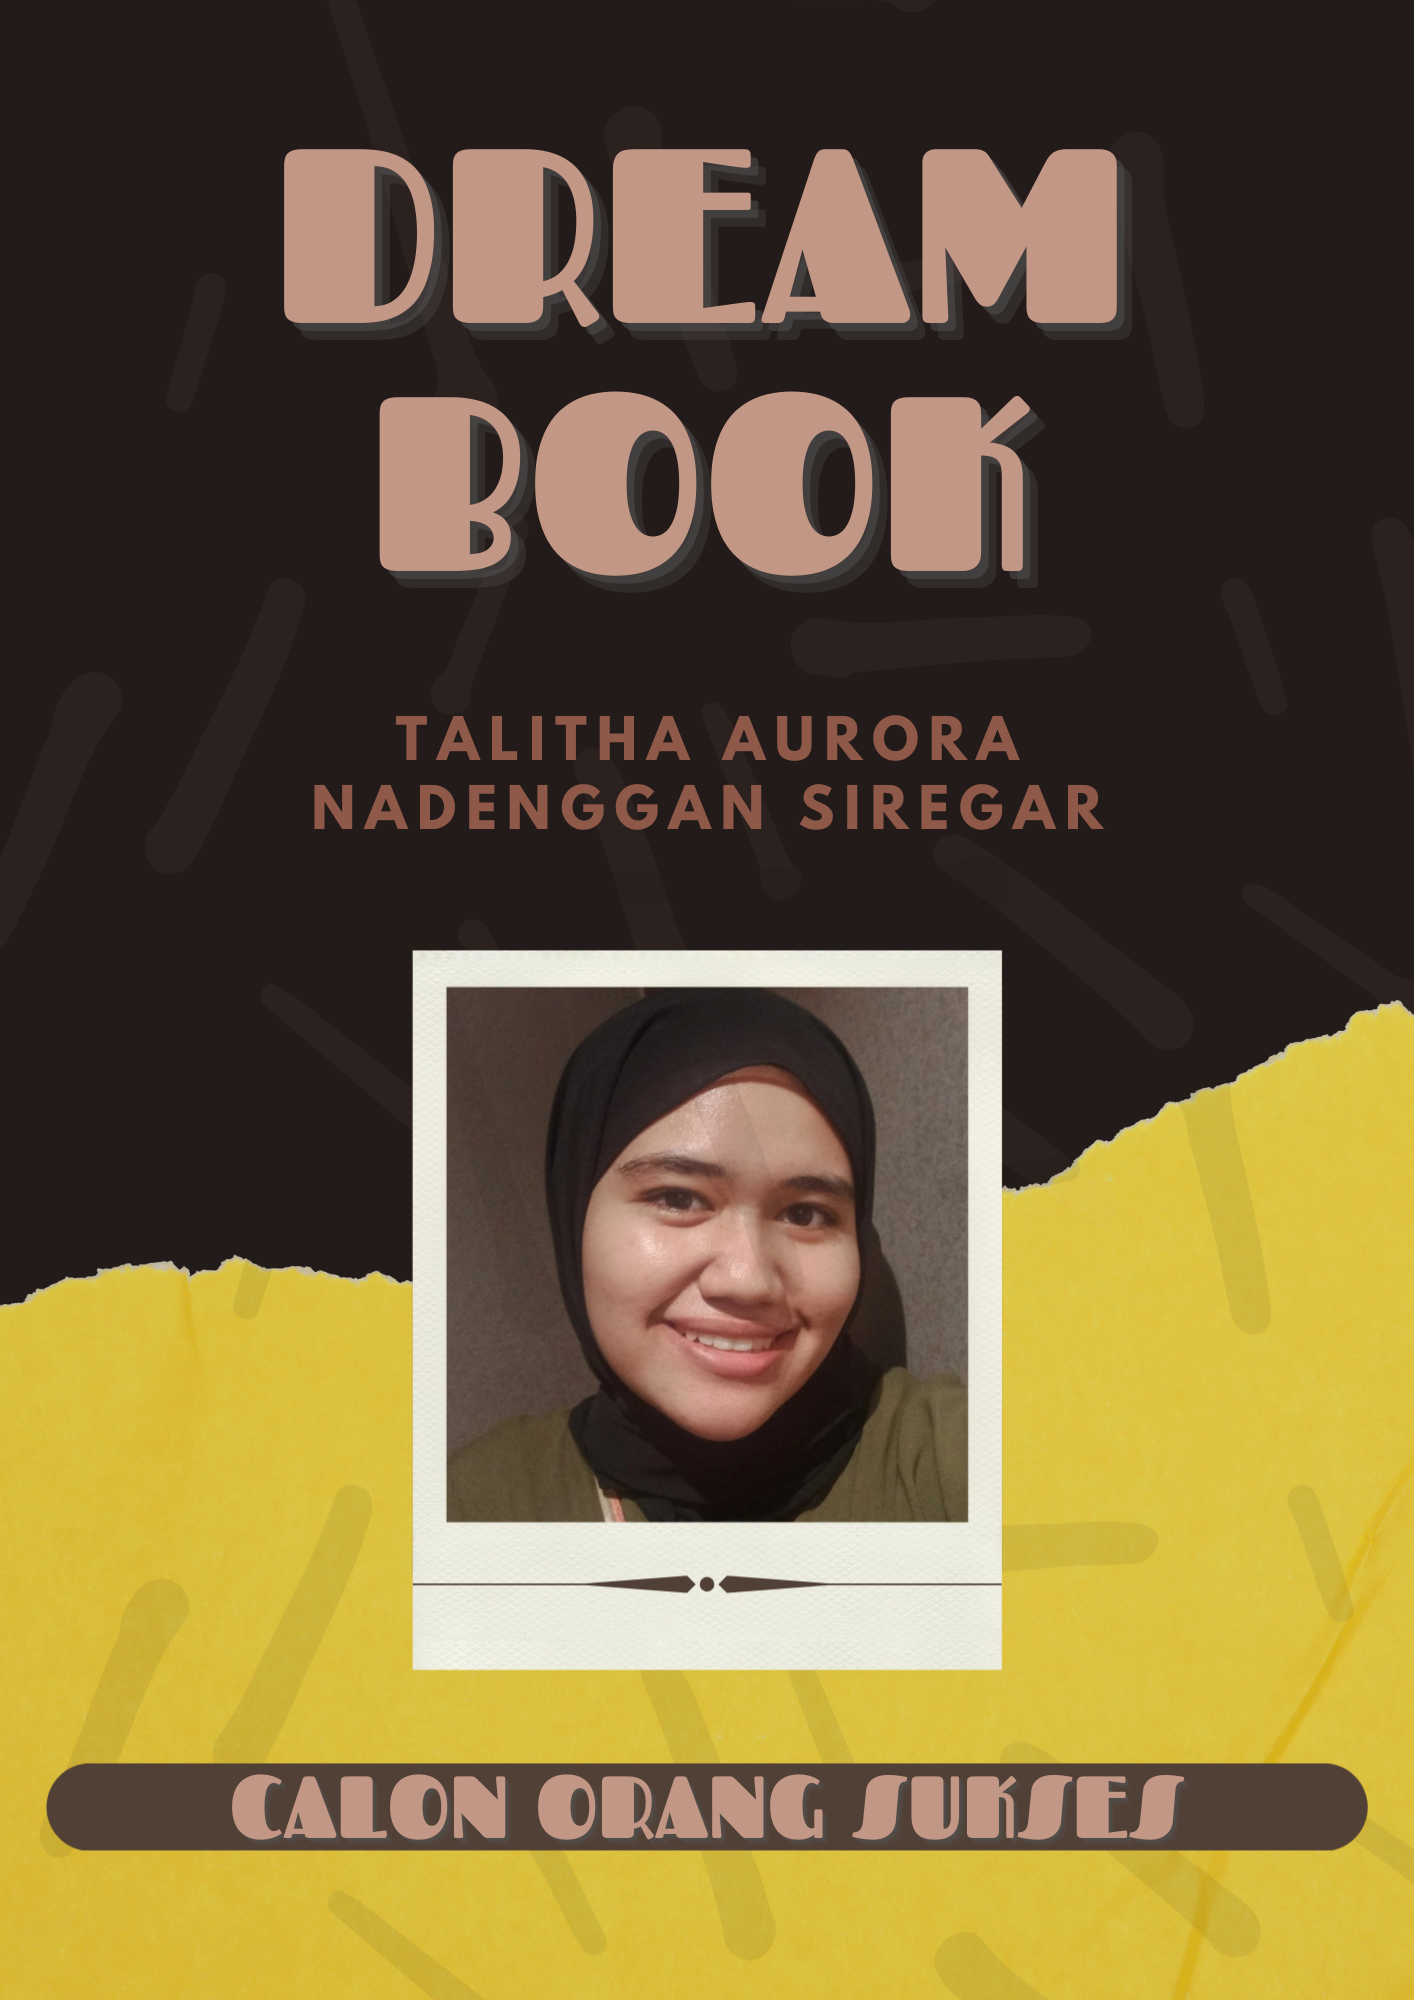 DREAM
BOOK
TALITHA AURORA
NADENGGAN SIREGAR
CALON ORANG SUKSES